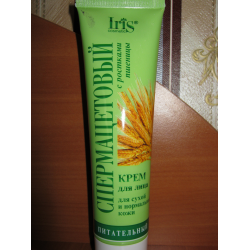 Iris
СПЕРМАЦЕТОВЫЙ
с ростками
пшеницы
КРЕМ
для лица
для сухой
и нормальной
кожи
ПИТАТЕЛЬНЫЙ